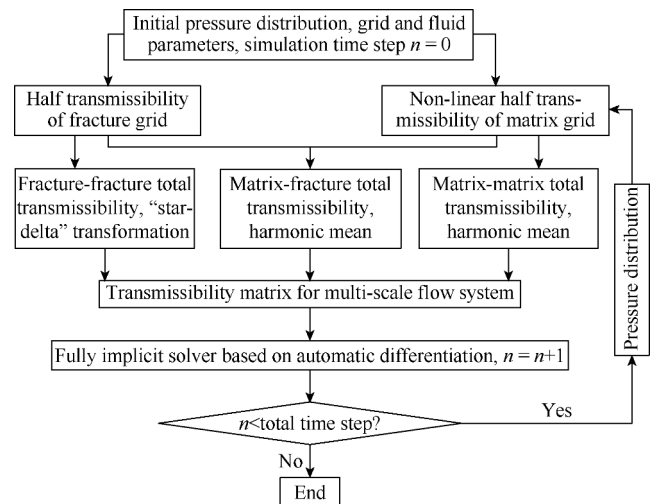 Initial pressure distribution, grid and fluid
parameters, simulation time step n = 0
Half transmissibility
of fracture grid
Non-linear half trans-
missibility of matrix grid
Fracture-fracture total
transmissibility, “star-
delta” transformation
Matrix-fracture total
transmissibility,
harmonic mean
Matrix-matrix total
transmissibility,
harmonic mean
Pressure distribution
Transmissibility matrix for multi-scale flow system
Fully implicit solver based on automatic differentiation, n = n+1
n<total time step?
Yes
No
End